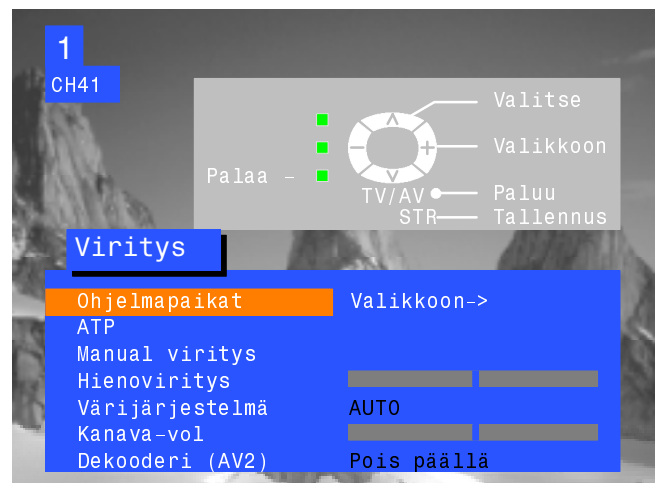 1
CH41
Valitse
Valikkoon
Palaa -
TV/AV Paluu
STR Tallennus
Viritys
Ohjelmapaikat Valikkoon->
ATP
Manual viritys
Hienoviritys
Värijärjestelmä AUTO
Kanava-vol
Dekooderi (AV2) Pois päällä